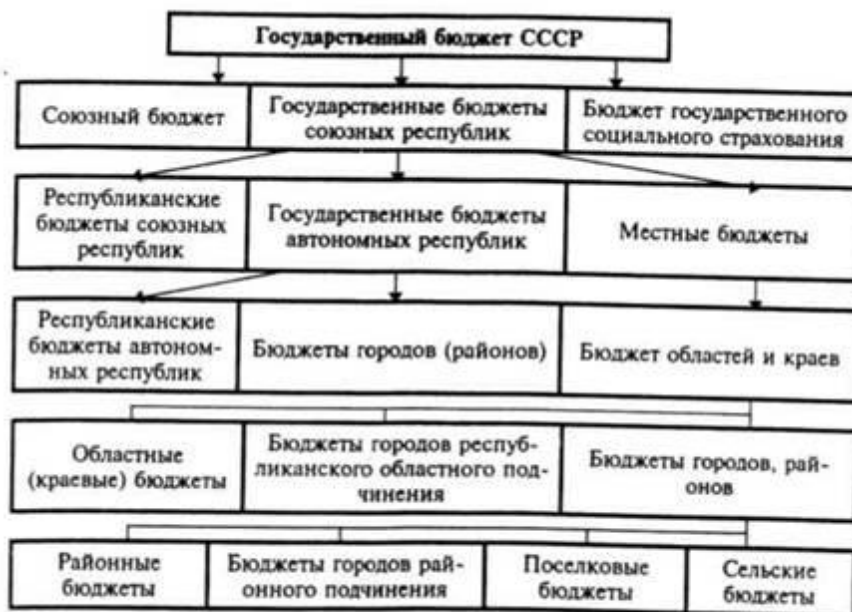 Государственный бюджет СССР
Союзный бюджет
Государственные бюджеты
союзных республик
Бюджет государственного
социального страхования
Республиканские
бюджеты союзных
республик
Государственные бюджеты
автономных республик
Местные бюджеты
Республиканские
бюджеты автоном-
ных республик
Бюджеты городов (районов)
Бюджет областей и краев
Областные
(краевые) бюджеты
Бюджеты городов респуб-
ликанского областного под-
чинения
Бюджеты городов, рай-
онов
Районные
бюджеты
Бюджеты городов рай-
онного подчинения
Поселковые
бюджеты
Сельские
бюджеты